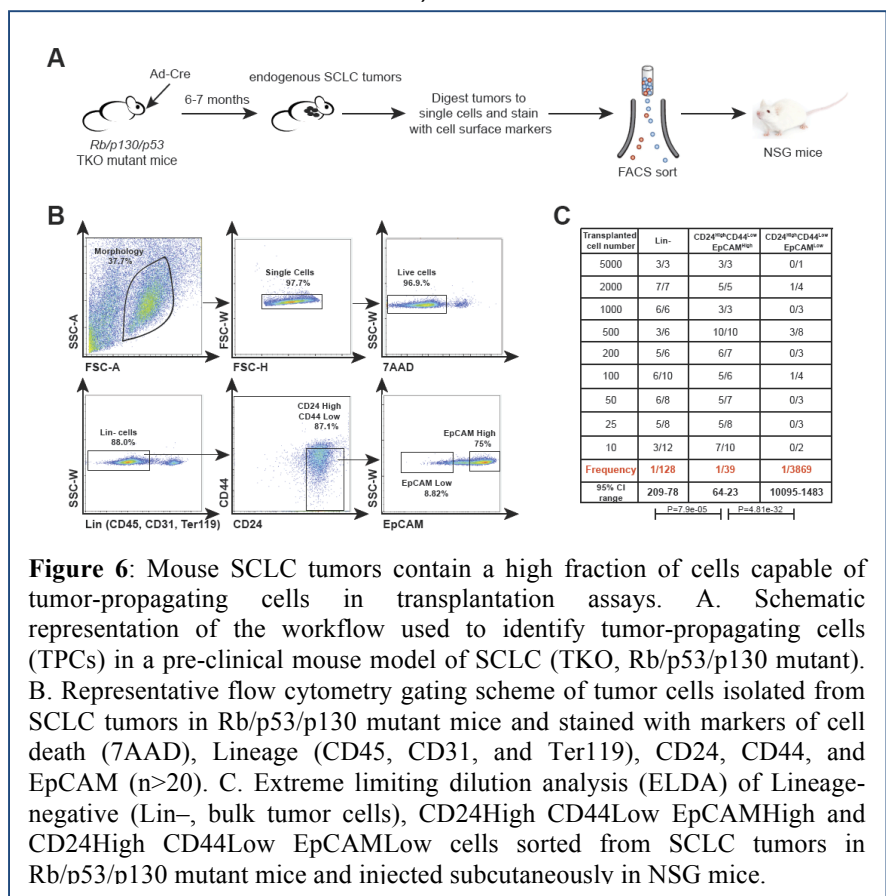 A
Ad-Cre
endogenous SCLC tumors
6-7 months
Rb/p130/p53
TKO mutant mice
Digest tumors to
single cells and stain
with cell surface markers
FACS sort
NSG mice
B
Morphology
37.7%
SSC-A
FSC-A
Single Cells
97.7%
FSC-W
FSC-H
Live cells
96.9.%
SSC-W
7AAD
Lin- cells
88.0%
SSC-W
Lin (CD45, CD31, Ter119)
CD24 High
CD44 Low
87.1%
CD44
CD24
EpCAM High
75%
EpCAM Low
8.82%
SSC-W
EpCAM
C
Transplanted cell number Lin- CD24HighCD44Low EpCAMHigh CD24HighCD44Low EpCAMLow
5000 3/3 3/3 0/1
2000 7/7 5/5 1/4
1000 6/6 3/3 0/3
500 3/6 10/10 3/8
200 5/6 6/7 0/3
100 6/10 5/6 1/4
50 6/8 5/7 0/3
25 5/8 5/8 0/3
10 3/12 7/10 0/2
Frequency 1/128 1/39 1/3869
95% CI range 209-78 64-23 10095-1483
P=7.9e-05 P=4.81e-32
Figure 6: Mouse SCLC tumors contain a high fraction of cells capable of
tumor-propagating cells in transplantation assays. A. Schematic
representation of the workflow used to identify tumor-propagating cells
(TPCs) in a pre-clinical mouse model of SCLC (TKO, Rb/p53/p130 mutant).
B. Representative flow cytometry gating scheme of tumor cells isolated from
SCLC tumors in Rb/p53/p130 mutant mice and stained with markers of cell
death (7AAD), Lineage (CD45, CD31, and Ter119), CD24, CD44, and
EpCAM (n>20). C. Extreme limiting dilution analysis (ELDA) of Lineage-
negative (Lin–, bulk tumor cells), CD24High CD44Low EpCAMHigh and
CD24High CD44Low EpCAMLow cells sorted from SCLC tumors in
Rb/p53/p130 mutant mice and injected subcutaneously in NSG mice.